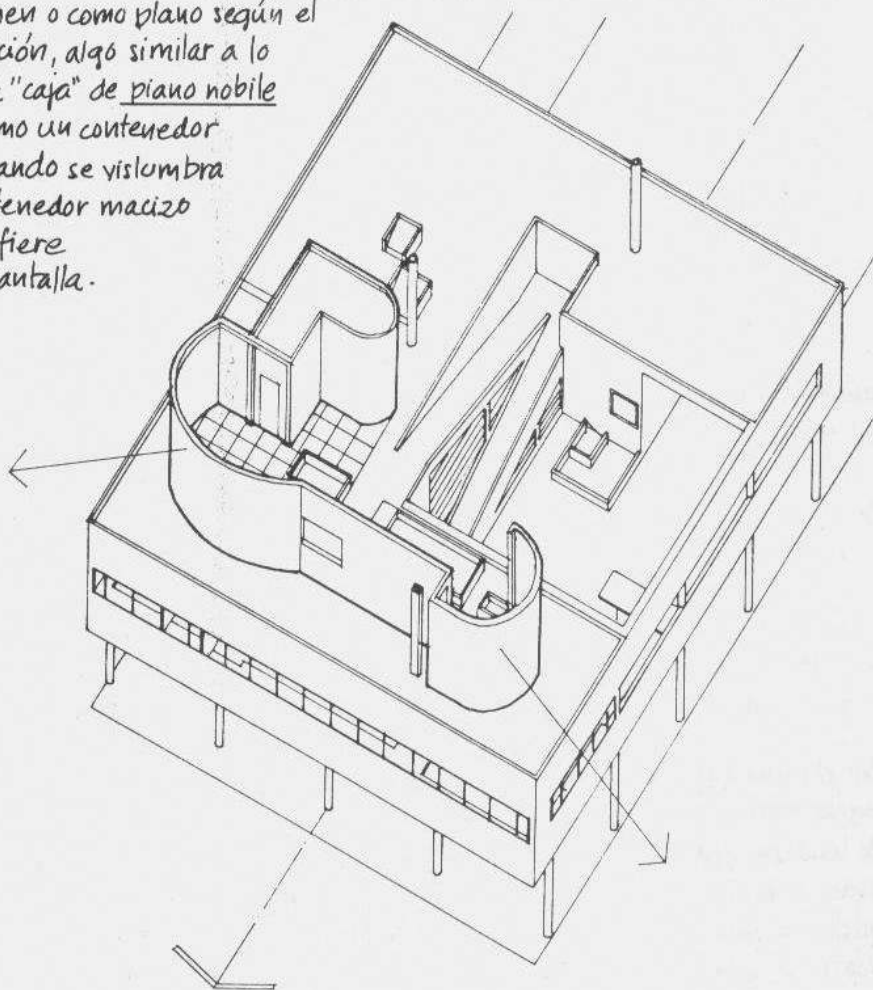 nen o como plano según el
ción, algo similar a lo
"caja" de piano nobile
mo un contenedor
ando se vislumbra
tenedor macizo
fiere
antalla.